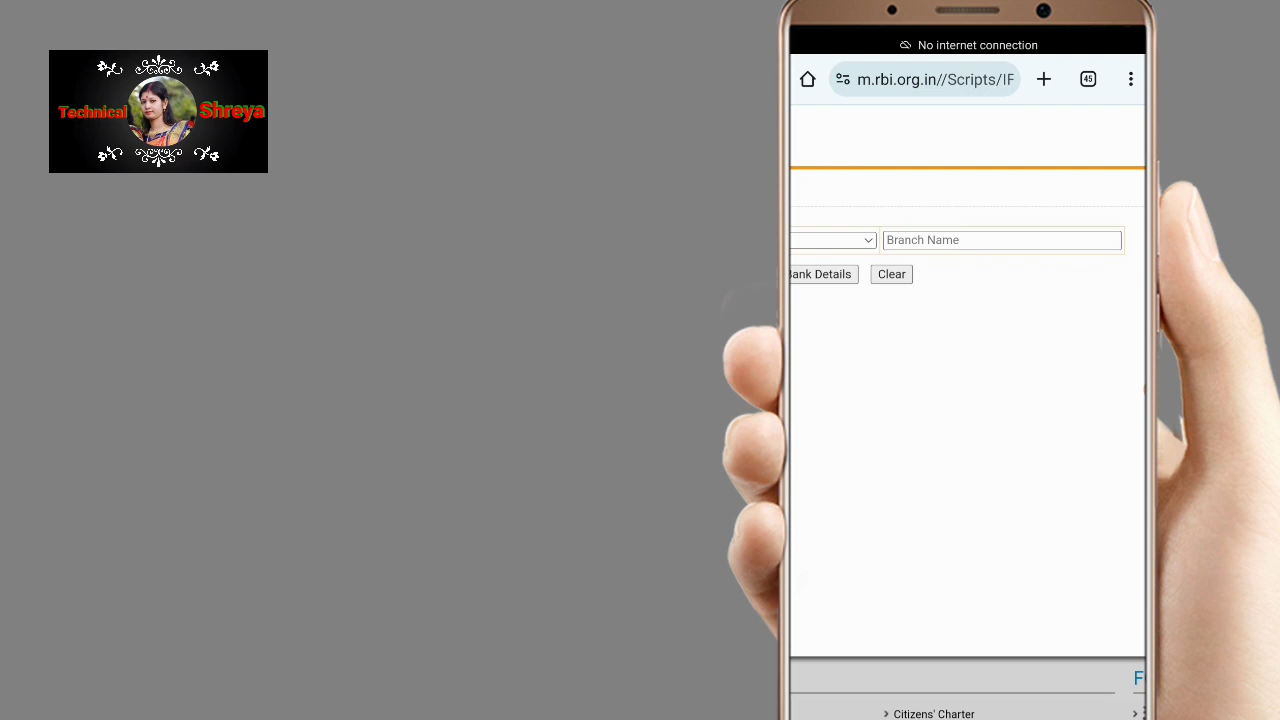 Technical Shreya
No internet connection
m.rbi.org.in//Scripts/IF
45
Branch Name
Bank Details
Clear
F
Citizens' Charter